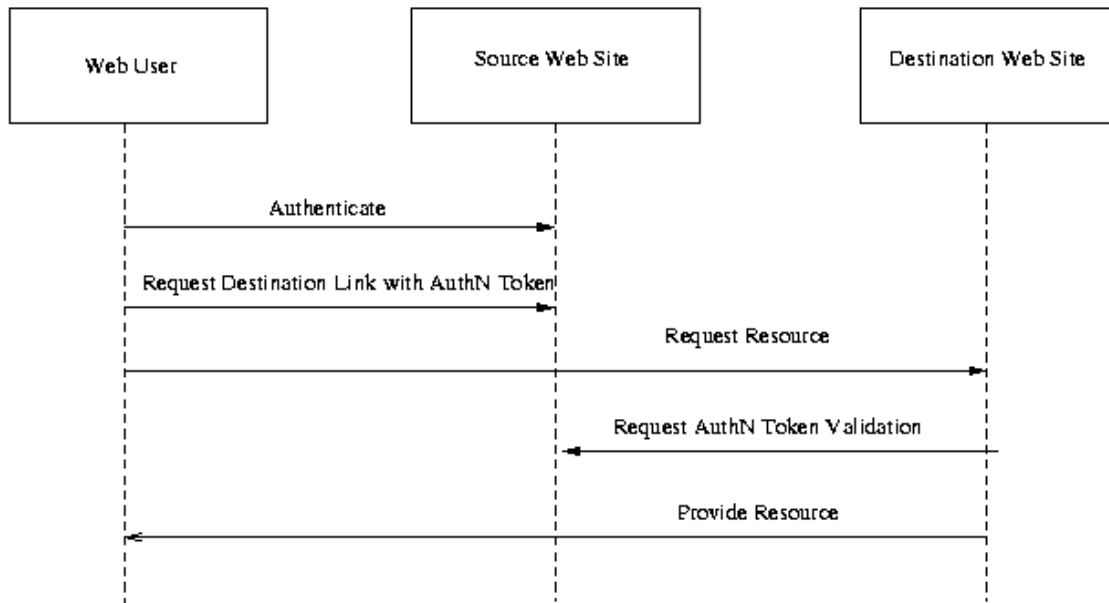 Web User
Source Web Site
Destination Web Site
Authenticate
Request Destination Link with AuthN Token
Request Resource
Request AuthN Token Validation
Provide Resource